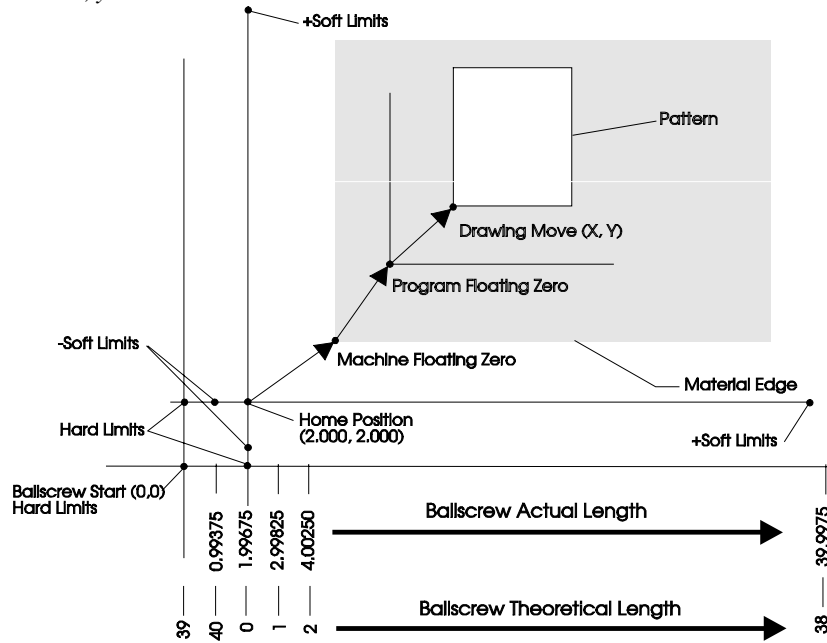 +Soft Limits
Pattern
Drawing Move (X, Y)
Program Floating Zero
-Soft Limits
Machine Floating Zero
Material Edge
Home Position
(2.000, 2.000)
Hard Limits
+Soft Limits
Ballscrew Start (0,0)
Hard Limits
Ballscrew Actual Length
0.99375
1.99675
2.99825
4.00250
39.9975
Ballscrew Theoretical Length
39
40
0
1
2
38